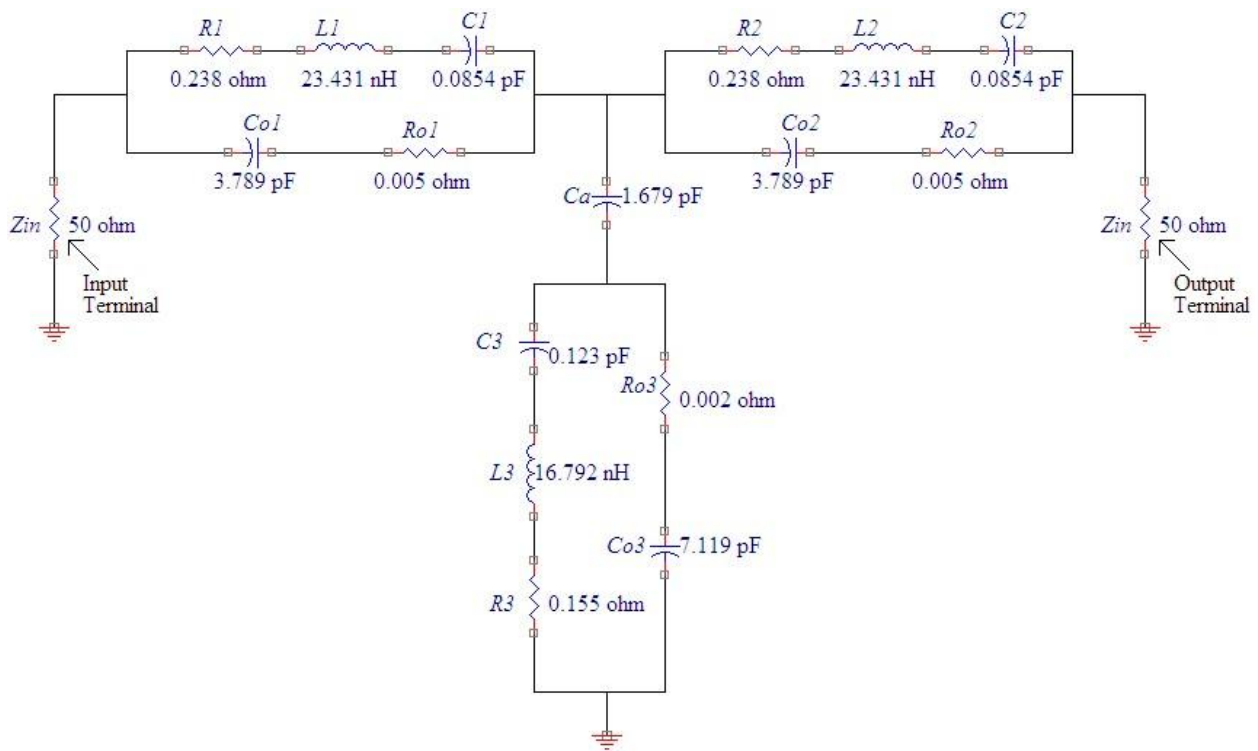 R1 L1 C1
0.238 ohm 23.431 nH 0.0854 pF
Co1 Ro1
3.789 pF 0.005 ohm
R2 L2 C2
0.238 ohm 23.431 nH 0.0854 pF
Co2 Ro2
3.789 pF 0.005 ohm
Zin 50 ohm
Input
Terminal
Ca 1.679 pF
Zin 50 ohm
Output
Terminal
C3 0.123 pF
Ro3
0.002 ohm
L3 16.792 nH
Co3 7.119 pF
R3 0.155 ohm